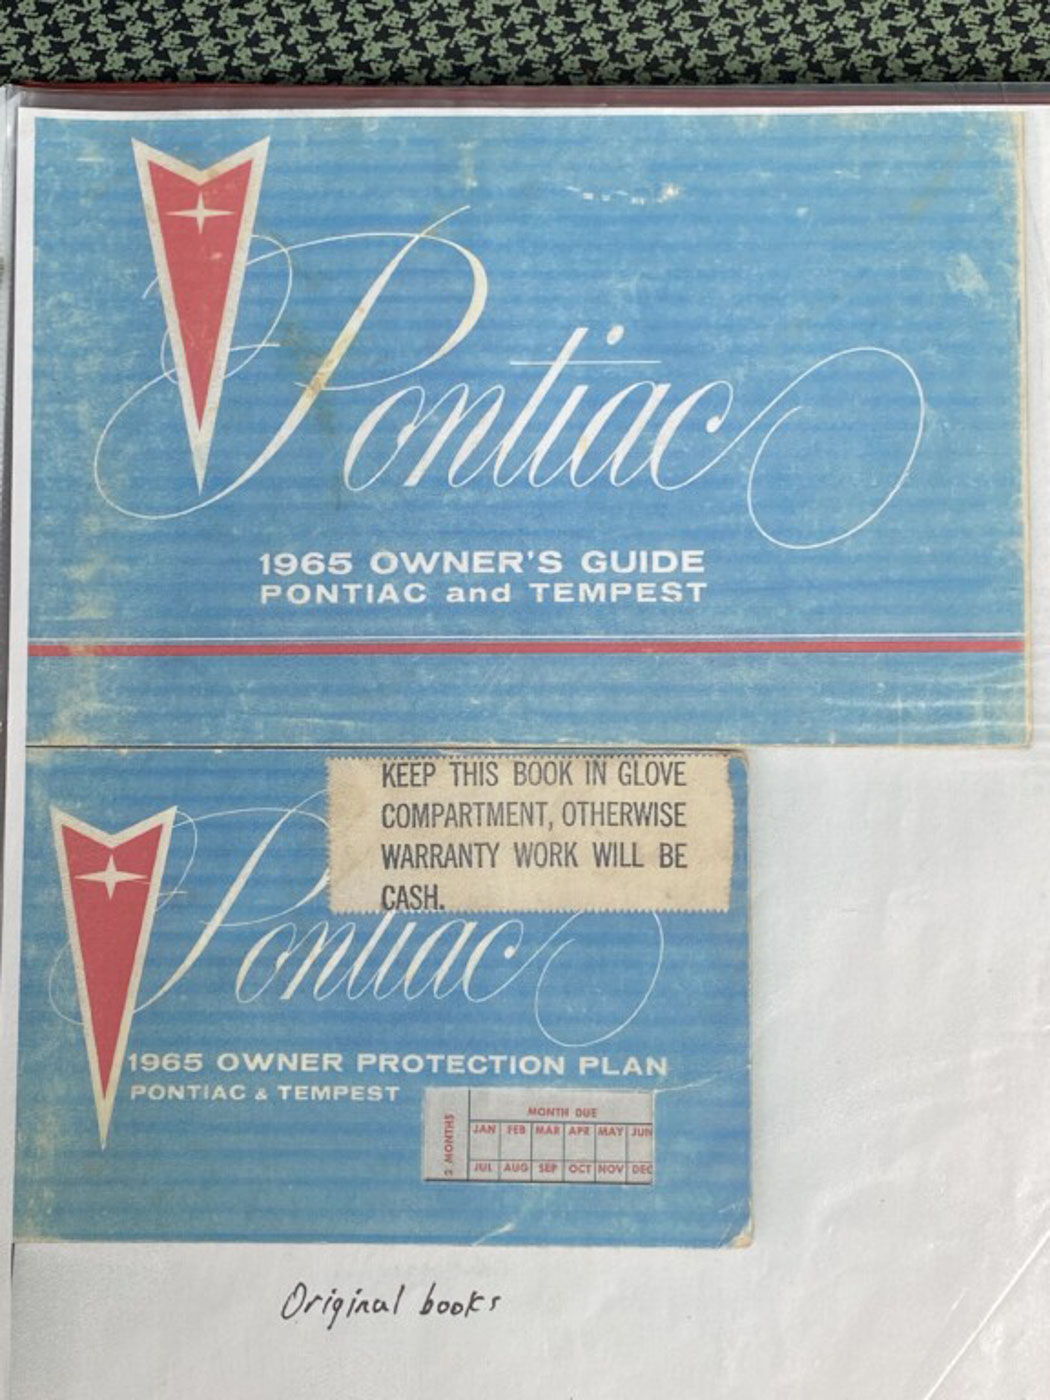 Pontiac
1965 OWNER'S GUIDE
PONTIAC and TEMPEST
KEEP THIS BOOK IN GLOVE
COMPARTMENT, OTHERWISE
WARRANTY WORK WILL BE
CASH.
Pontiac
1965 OWNER PROTECTION PLAN
PONTIAC & TEMPEST
2 MONTHS
MONTH DUE
JAN FEB MAR APR MAY JUN
JUL AUG SEP OCT NOV DEC
Original books